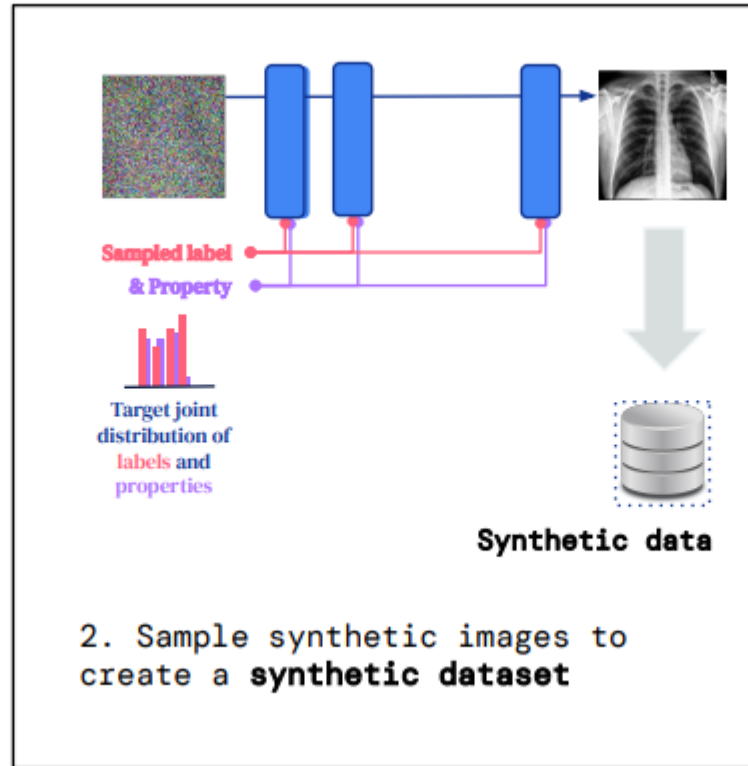 Sampled label
& Property
Target joint
distribution of
labels and
properties
Synthetic data
2. Sample synthetic images to
create a synthetic dataset